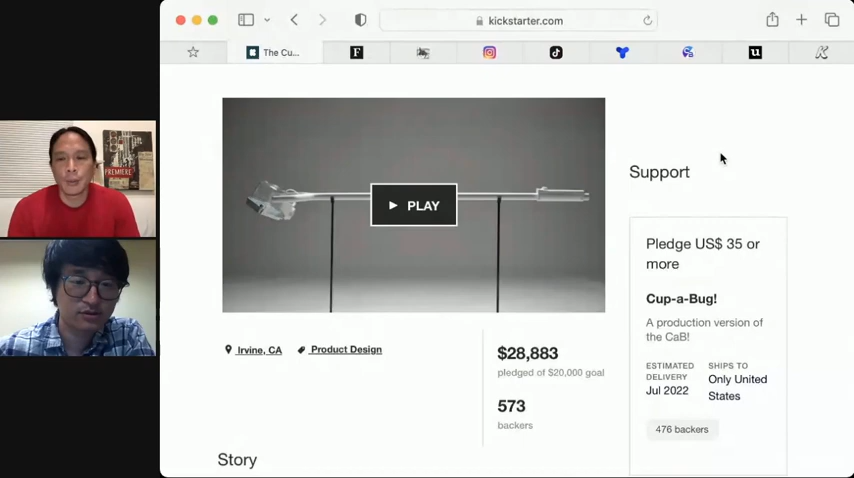 kickstarter.com
The Cu...
PREMIERE
PLAY
Support
Pledge US$ 35 or
more
Cup-a-Bug!
A production version of
the CaB!
ESTIMATED
DELIVERY
Jul 2022
SHIPS TO
Only United
States
476 backers
Irvine, CA
Product Design
$28,883
pledged of $20,000 goal
573
backers
Story